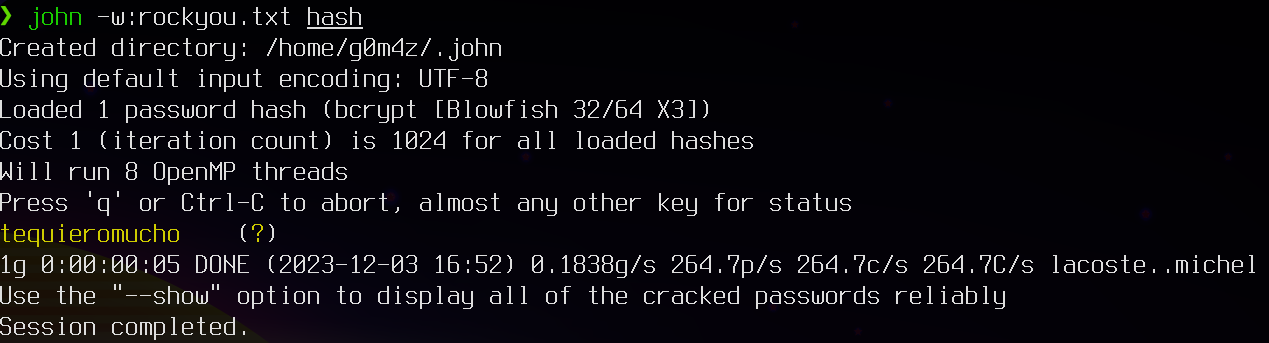 ❯ john -w:rockyou.txt hash
Created directory: /home/g0m4z/.john
Using default input encoding: UTF-8
Loaded 1 password hash (bcrypt [Blowfish 32/64 X3])
Cost 1 (iteration count) is 1024 for all loaded hashes
Will run 8 OpenMP threads
Press 'q' or Ctrl-C to abort, almost any other key for status
tequieromucho    (?)
1g 0:00:00:05 DONE (2023-12-03 16:52) 0.1838g/s 264.7p/s 264.7c/s 264.7C/s lacoste..michel
Use the "--show" option to display all of the cracked passwords reliably
Session completed.